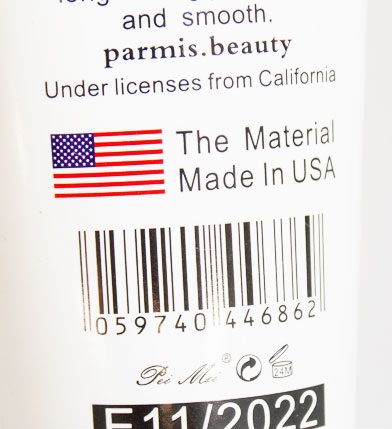 and smooth.
parmis.beauty
Under licenses from California
The Material
Made In USA
059740 446862
Pei Mei ®
24M
E11/2022